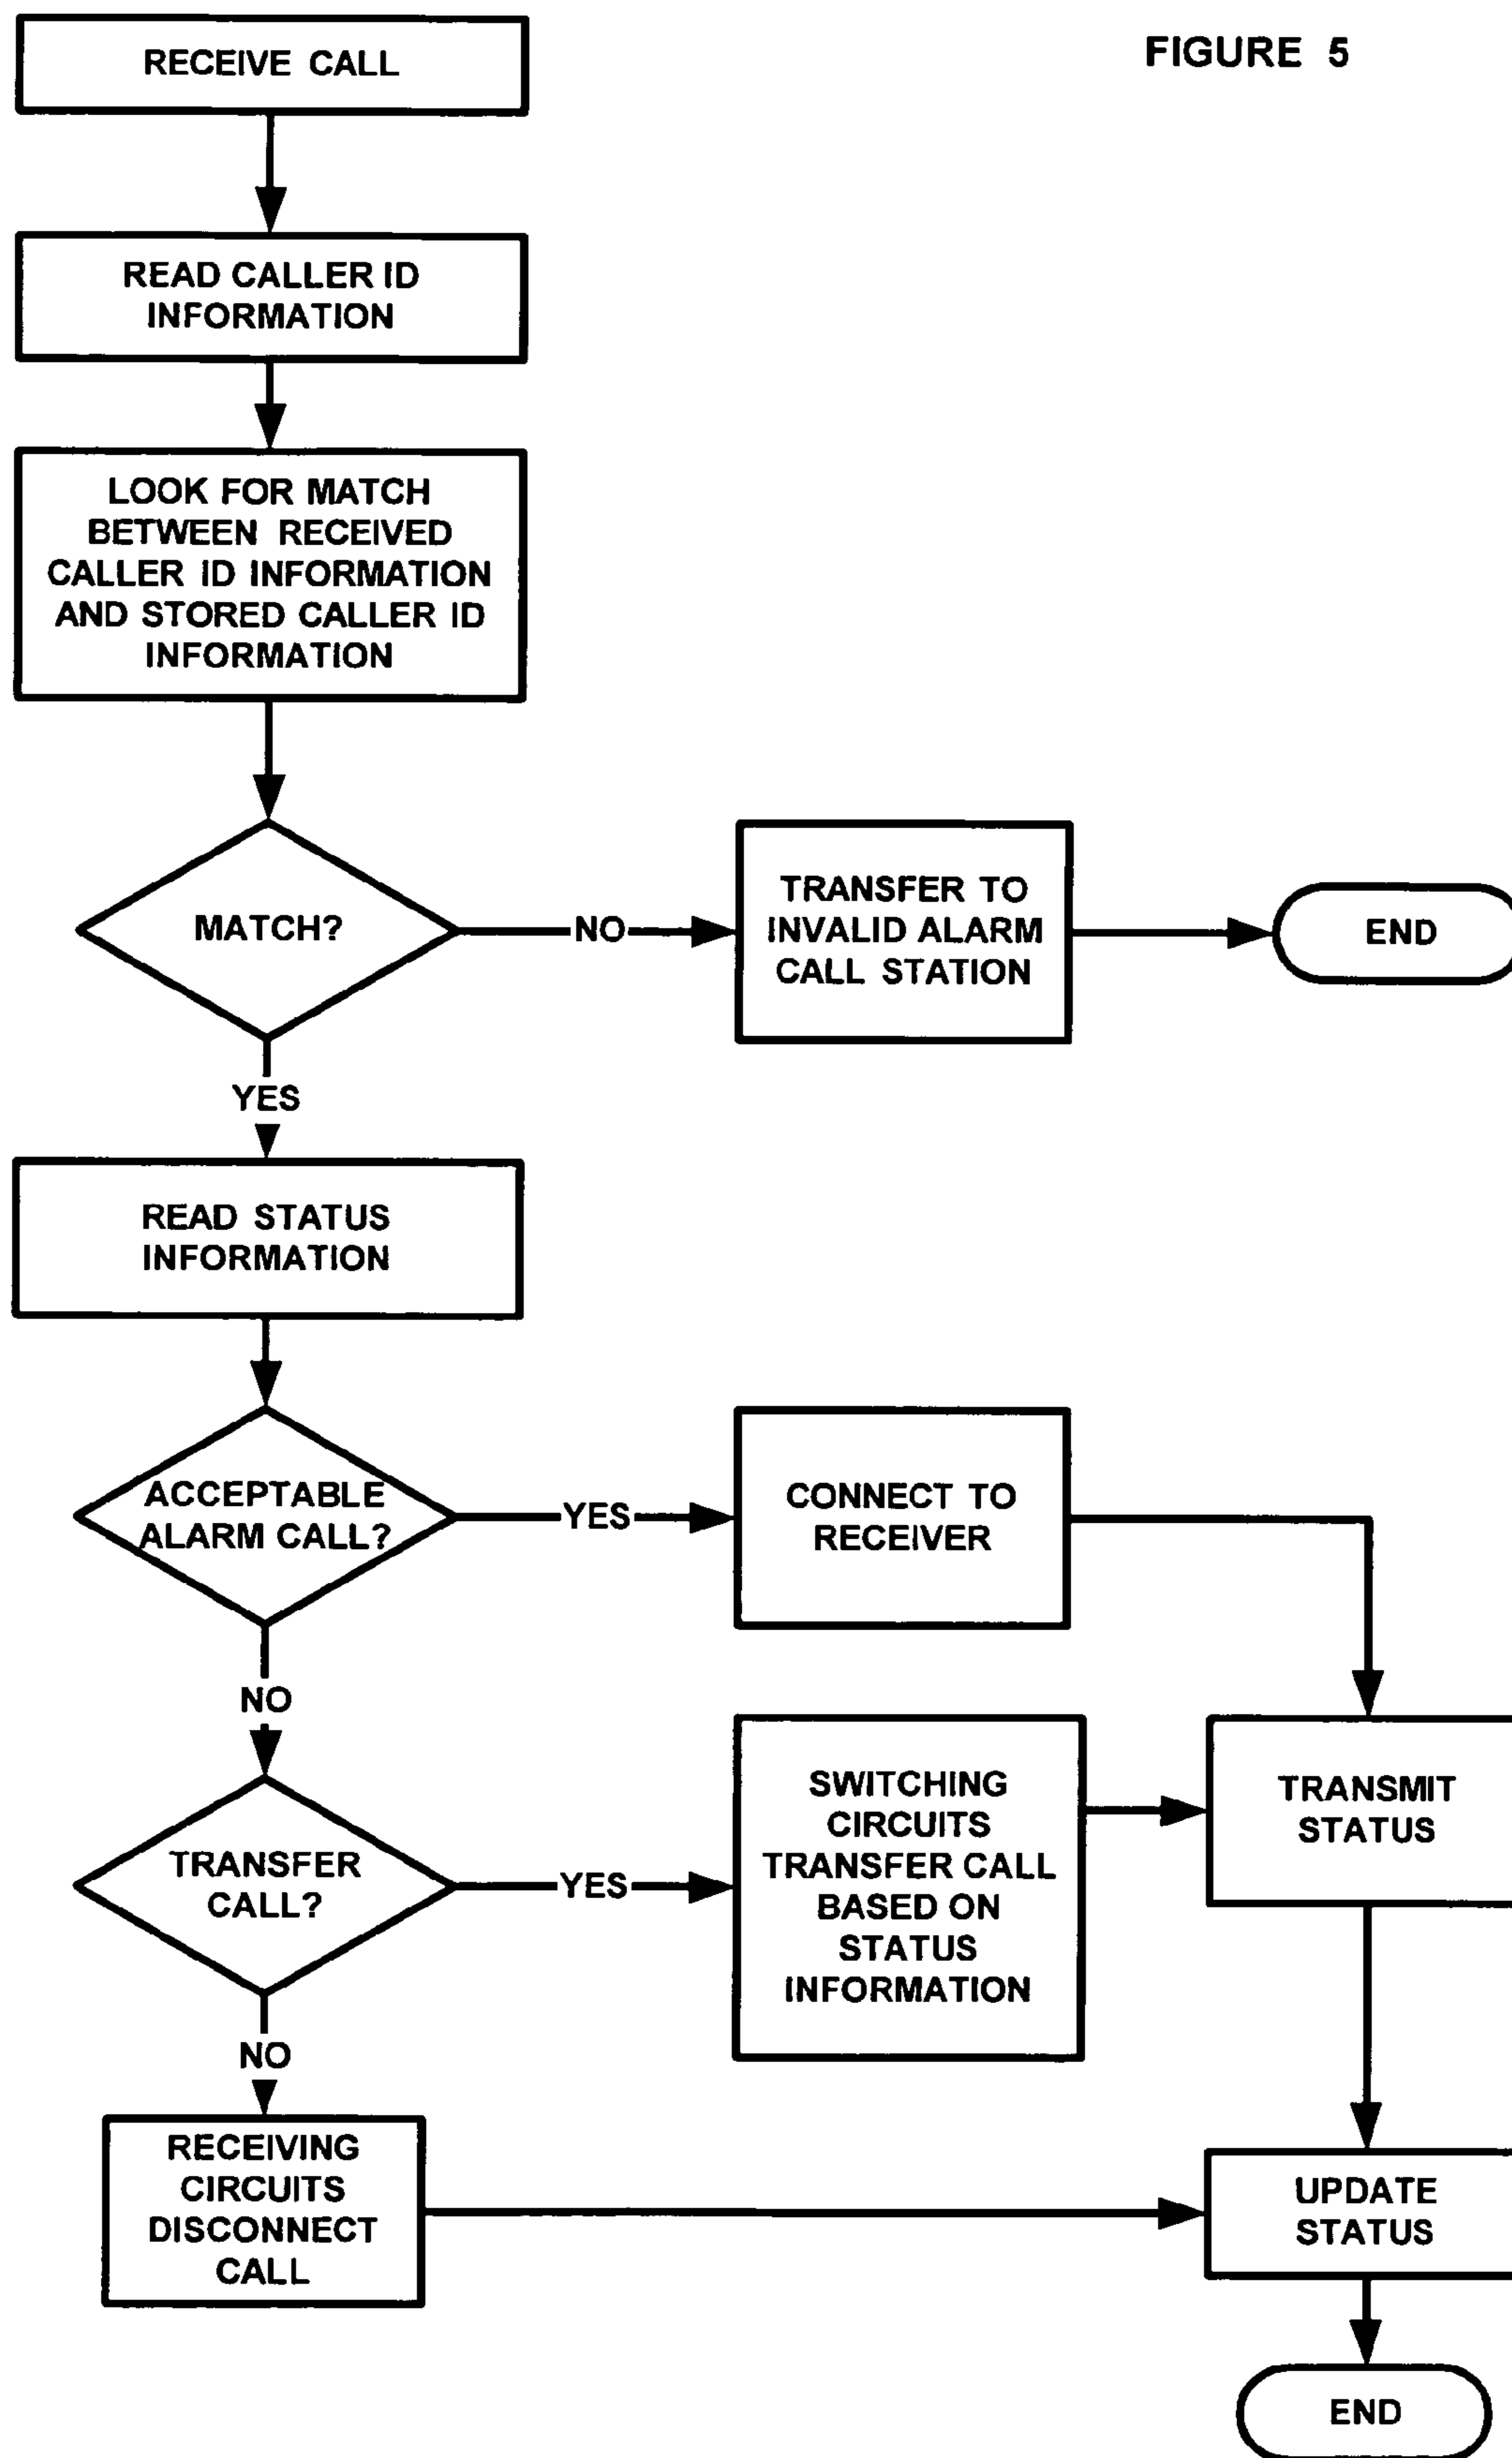 FIGURE 5
RECEIVE CALL
READ CALLER ID
INFORMATION
LOOK FOR MATCH
BETWEEN RECEIVED
CALLER ID INFORMATION
AND STORED CALLER ID
INFORMATION
MATCH?
NO
TRANSFER TO
INVALID ALARM
CALL STATION
END
YES
READ STATUS
INFORMATION
ACCEPTABLE
ALARM CALL?
YES
CONNECT TO
RECEIVER
NO
TRANSFER
CALL?
YES
SWITCHING
CIRCUITS
TRANSFER CALL
BASED ON
STATUS
INFORMATION
TRANSMIT
STATUS
NO
RECEIVING
CIRCUITS
DISCONNECT
CALL
UPDATE
STATUS
END